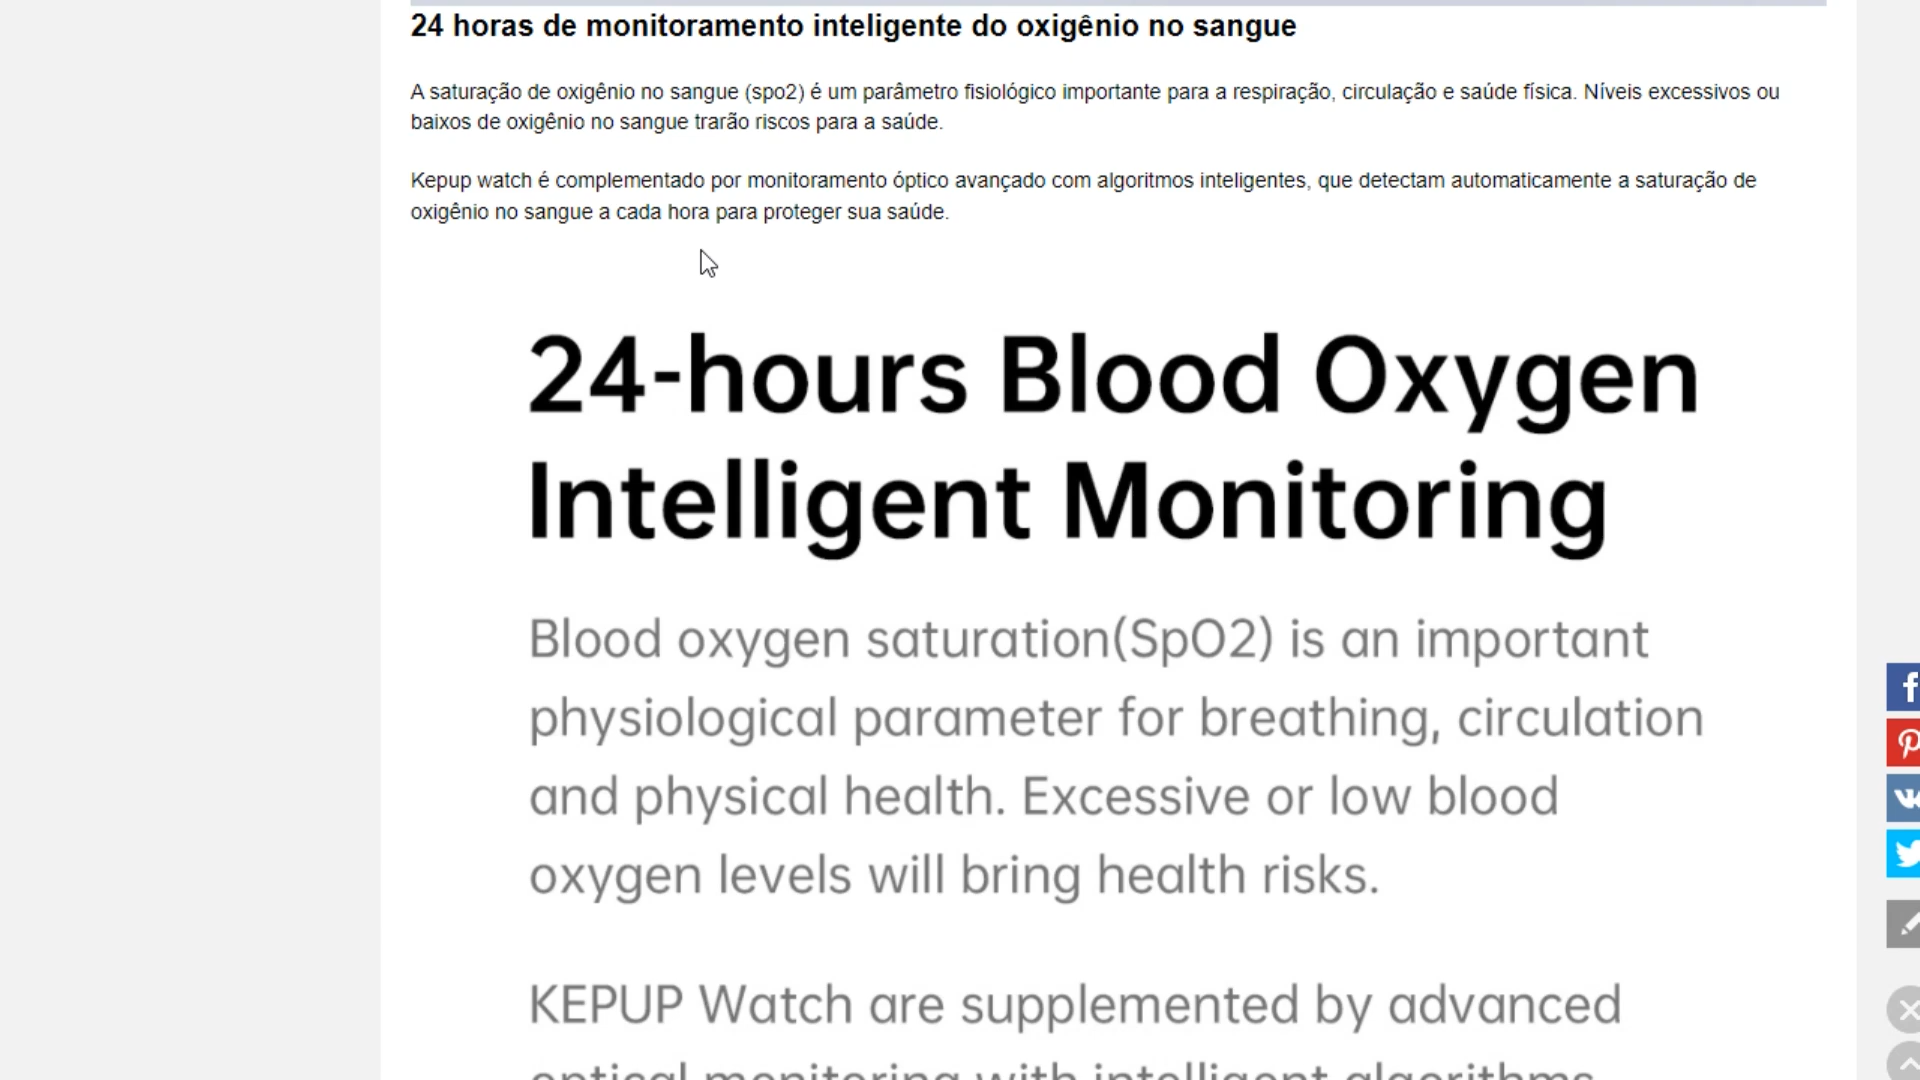 24 horas de monitoramento inteligente do oxigênio no sangue
A saturação de oxigênio no sangue (spo2) é um parâmetro fisiológico importante para a respiração, circulação e saúde física. Níveis excessivos ou
baixos de oxigênio no sangue trarão riscos para a saúde.
Kepup watch é complementado por monitoramento óptico avançado com algoritmos inteligentes, que detectam automaticamente a saturação de
oxigênio no sangue a cada hora para proteger sua saúde.
24-hours Blood Oxygen
Intelligent Monitoring
Blood oxygen saturation(SpO2) is an important
physiological parameter for breathing, circulation
and physical health. Excessive or low blood
oxygen levels will bring health risks.
KEPUP Watch are supplemented by advanced
optical monitoring with intelligent algorithms